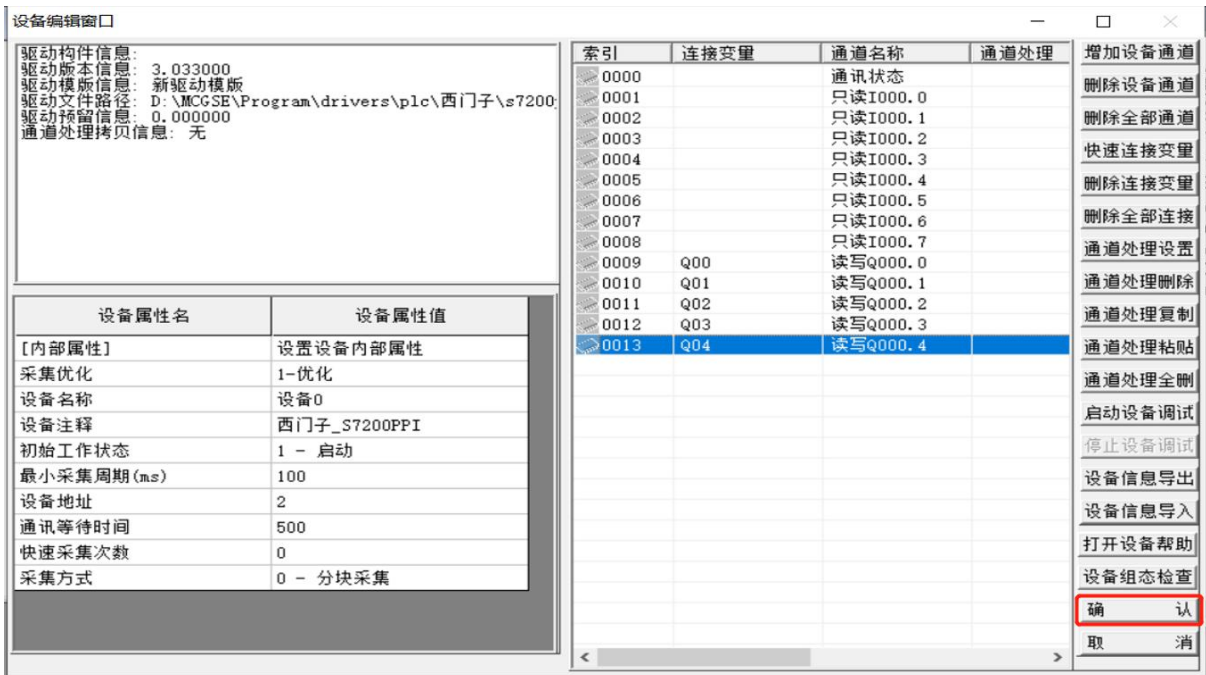 设备编辑窗口
驱动构件信息:
驱动版本信息: 3.033000
驱动模版信息: 新驱动模版
驱动文件路径: D:\MCGSE\Program\drivers\plc\西门子\s7200
驱动预留信息: 0.000000
通道处理拷贝信息: 无
设备属性名 设备属性值
[内部属性] 设置设备内部属性
采集优化 1-优化
设备名称 设备0
设备注释 西门子_S7200PPI
初始工作状态 1 - 启动
最小采集周期(ms) 100
设备地址 2
通讯等待时间 500
快速采集次数 0
采集方式 0 - 分块采集
索引 连接变量 通道名称 通道处理
0000 通讯状态
0001 只读I000.0
0002 只读I000.1
0003 只读I000.2
0004 只读I000.3
0005 只读I000.4
0006 只读I000.5
0007 只读I000.6
0008 只读I000.7
0009 Q00 读写Q000.0
0010 Q01 读写Q000.1
0011 Q02 读写Q000.2
0012 Q03 读写Q000.3
0013 Q04 读写Q000.4
增加设备通道
删除设备通道
删除全部通道
快速连接变量
删除连接变量
删除全部连接
通道处理设置
通道处理删除
通道处理复制
通道处理粘贴
通道处理全删
启动设备调试
停止设备调试
设备信息导出
设备信息导入
打开设备帮助
设备组态检查
确 认
取 消